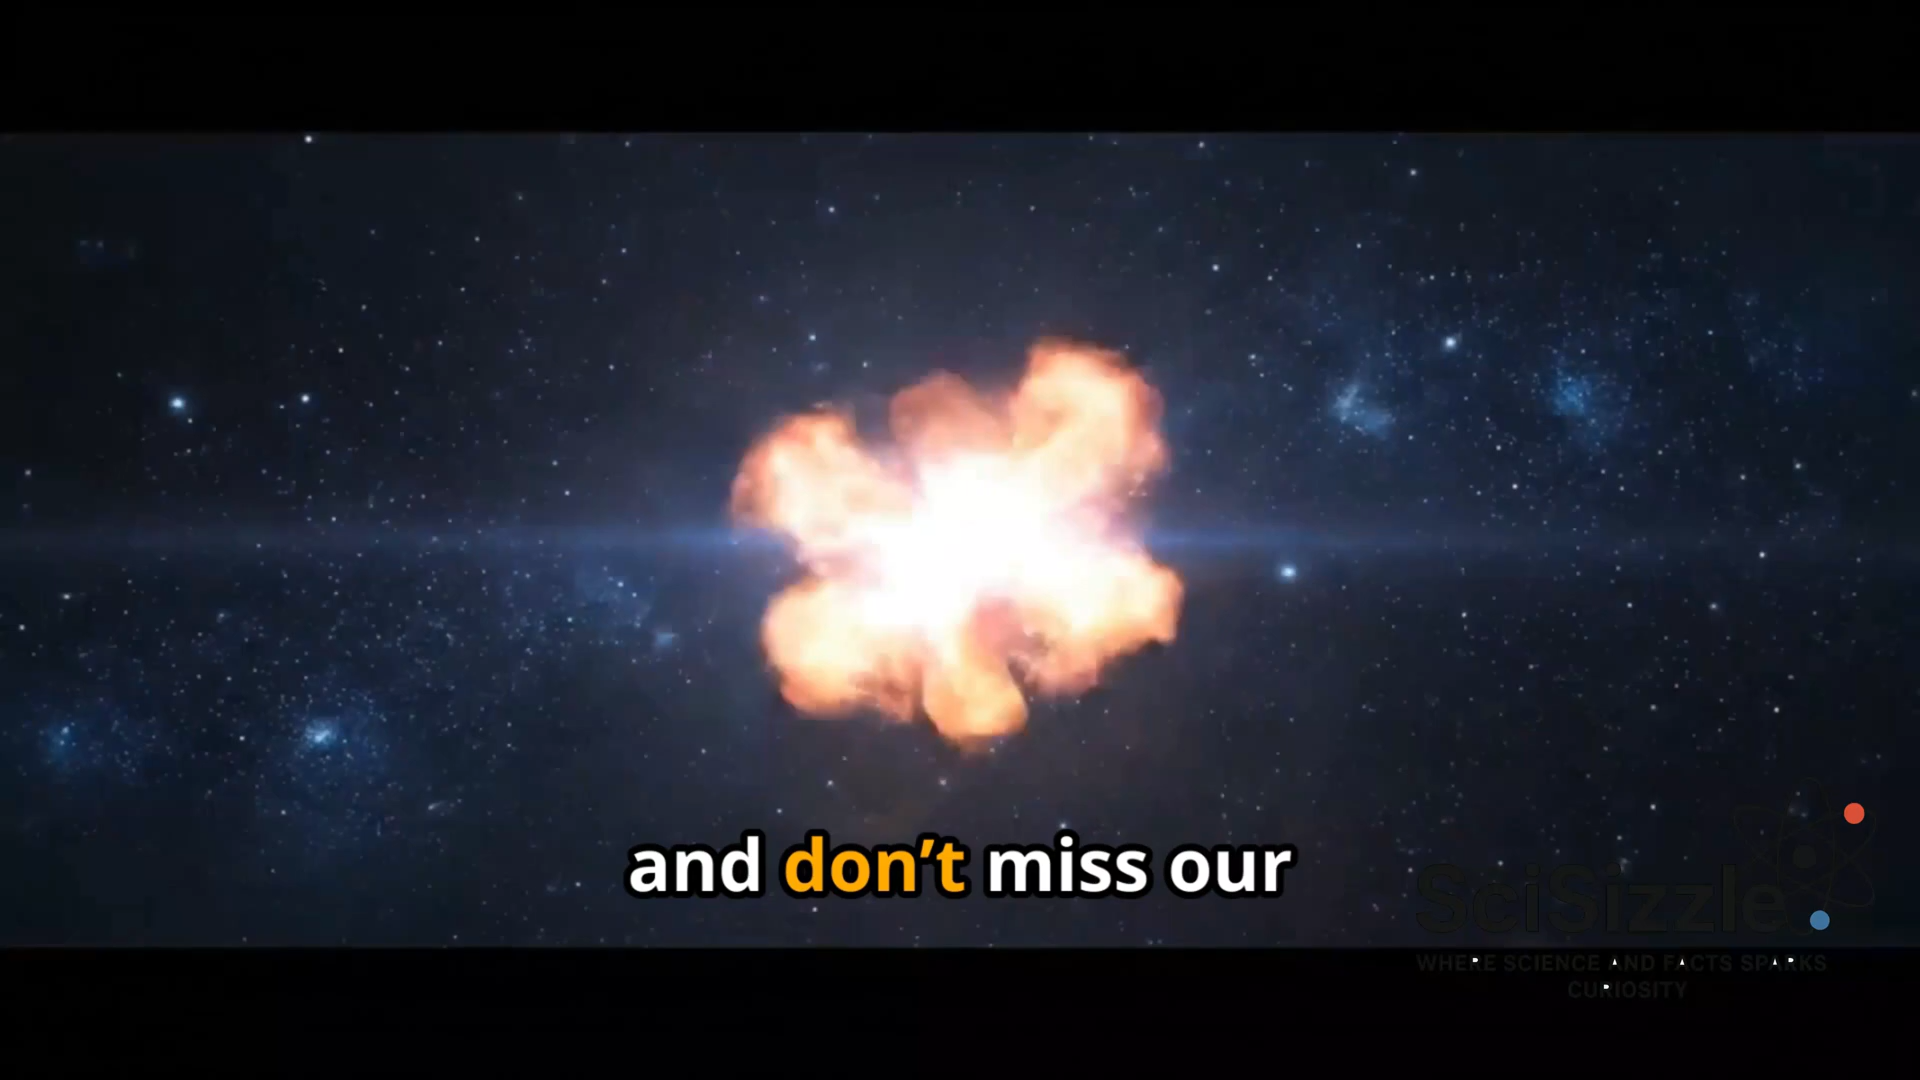 and don’t miss our
SciSizzle
WHERE SCIENCE AND FACTS SPARKS
CURIOSITY